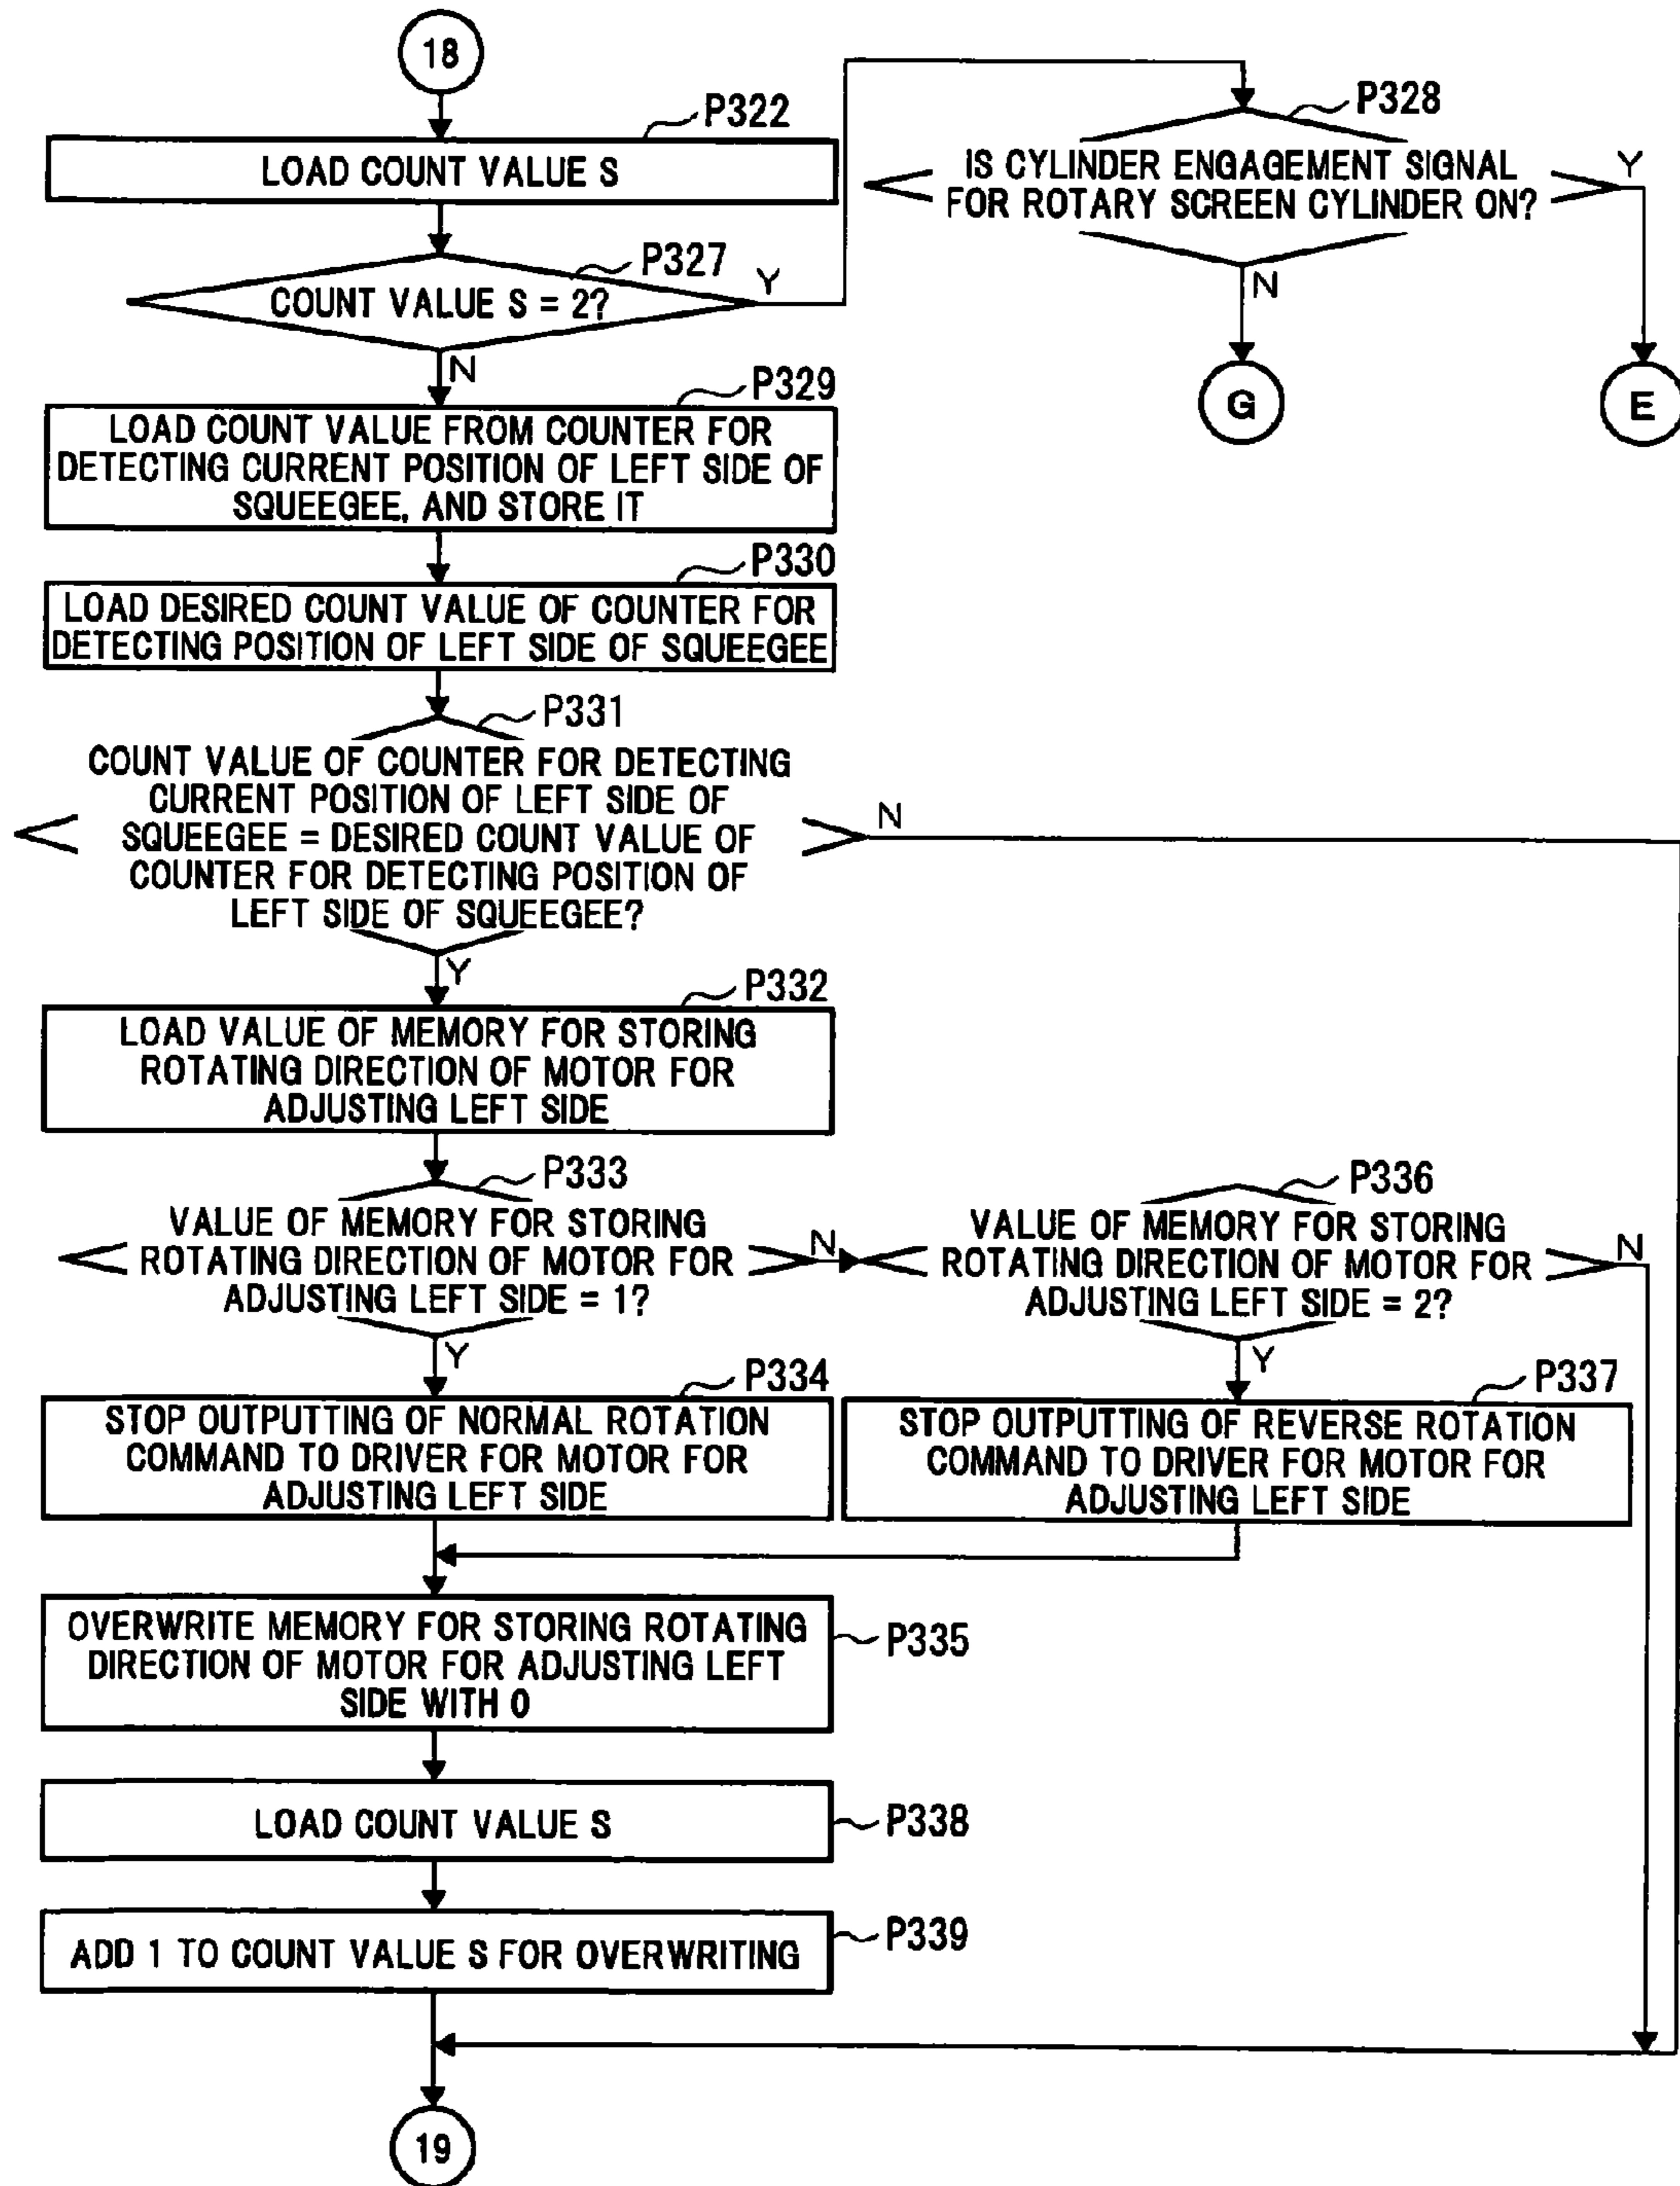 18
P322
LOAD COUNT VALUE S
P327
COUNT VALUE S = 2?
Y
N
P328
IS CYLINDER ENGAGEMENT SIGNAL
FOR ROTARY SCREEN CYLINDER ON?
Y
N
G
E
P329
LOAD COUNT VALUE FROM COUNTER FOR
DETECTING CURRENT POSITION OF LEFT SIDE OF
SQUEEGEE, AND STORE IT
P330
LOAD DESIRED COUNT VALUE OF COUNTER FOR
DETECTING POSITION OF LEFT SIDE OF SQUEEGEE
P331
COUNT VALUE OF COUNTER FOR DETECTING
CURRENT POSITION OF LEFT SIDE OF
SQUEEGEE = DESIRED COUNT VALUE OF
COUNTER FOR DETECTING POSITION OF
LEFT SIDE OF SQUEEGEE?
N
Y
P332
LOAD VALUE OF MEMORY FOR STORING
ROTATING DIRECTION OF MOTOR FOR
ADJUSTING LEFT SIDE
P333
VALUE OF MEMORY FOR STORING
ROTATING DIRECTION OF MOTOR FOR
ADJUSTING LEFT SIDE = 1?
N
Y
P336
VALUE OF MEMORY FOR STORING
ROTATING DIRECTION OF MOTOR FOR
ADJUSTING LEFT SIDE = 2?
N
Y
P334
STOP OUTPUTTING OF NORMAL ROTATION
COMMAND TO DRIVER FOR MOTOR FOR
ADJUSTING LEFT SIDE
P337
STOP OUTPUTTING OF REVERSE ROTATION
COMMAND TO DRIVER FOR MOTOR FOR
ADJUSTING LEFT SIDE
OVERWRITE MEMORY FOR STORING ROTATING
DIRECTION OF MOTOR FOR ADJUSTING LEFT
SIDE WITH 0
P335
LOAD COUNT VALUE S
P338
ADD 1 TO COUNT VALUE S FOR OVERWRITING
P339
19